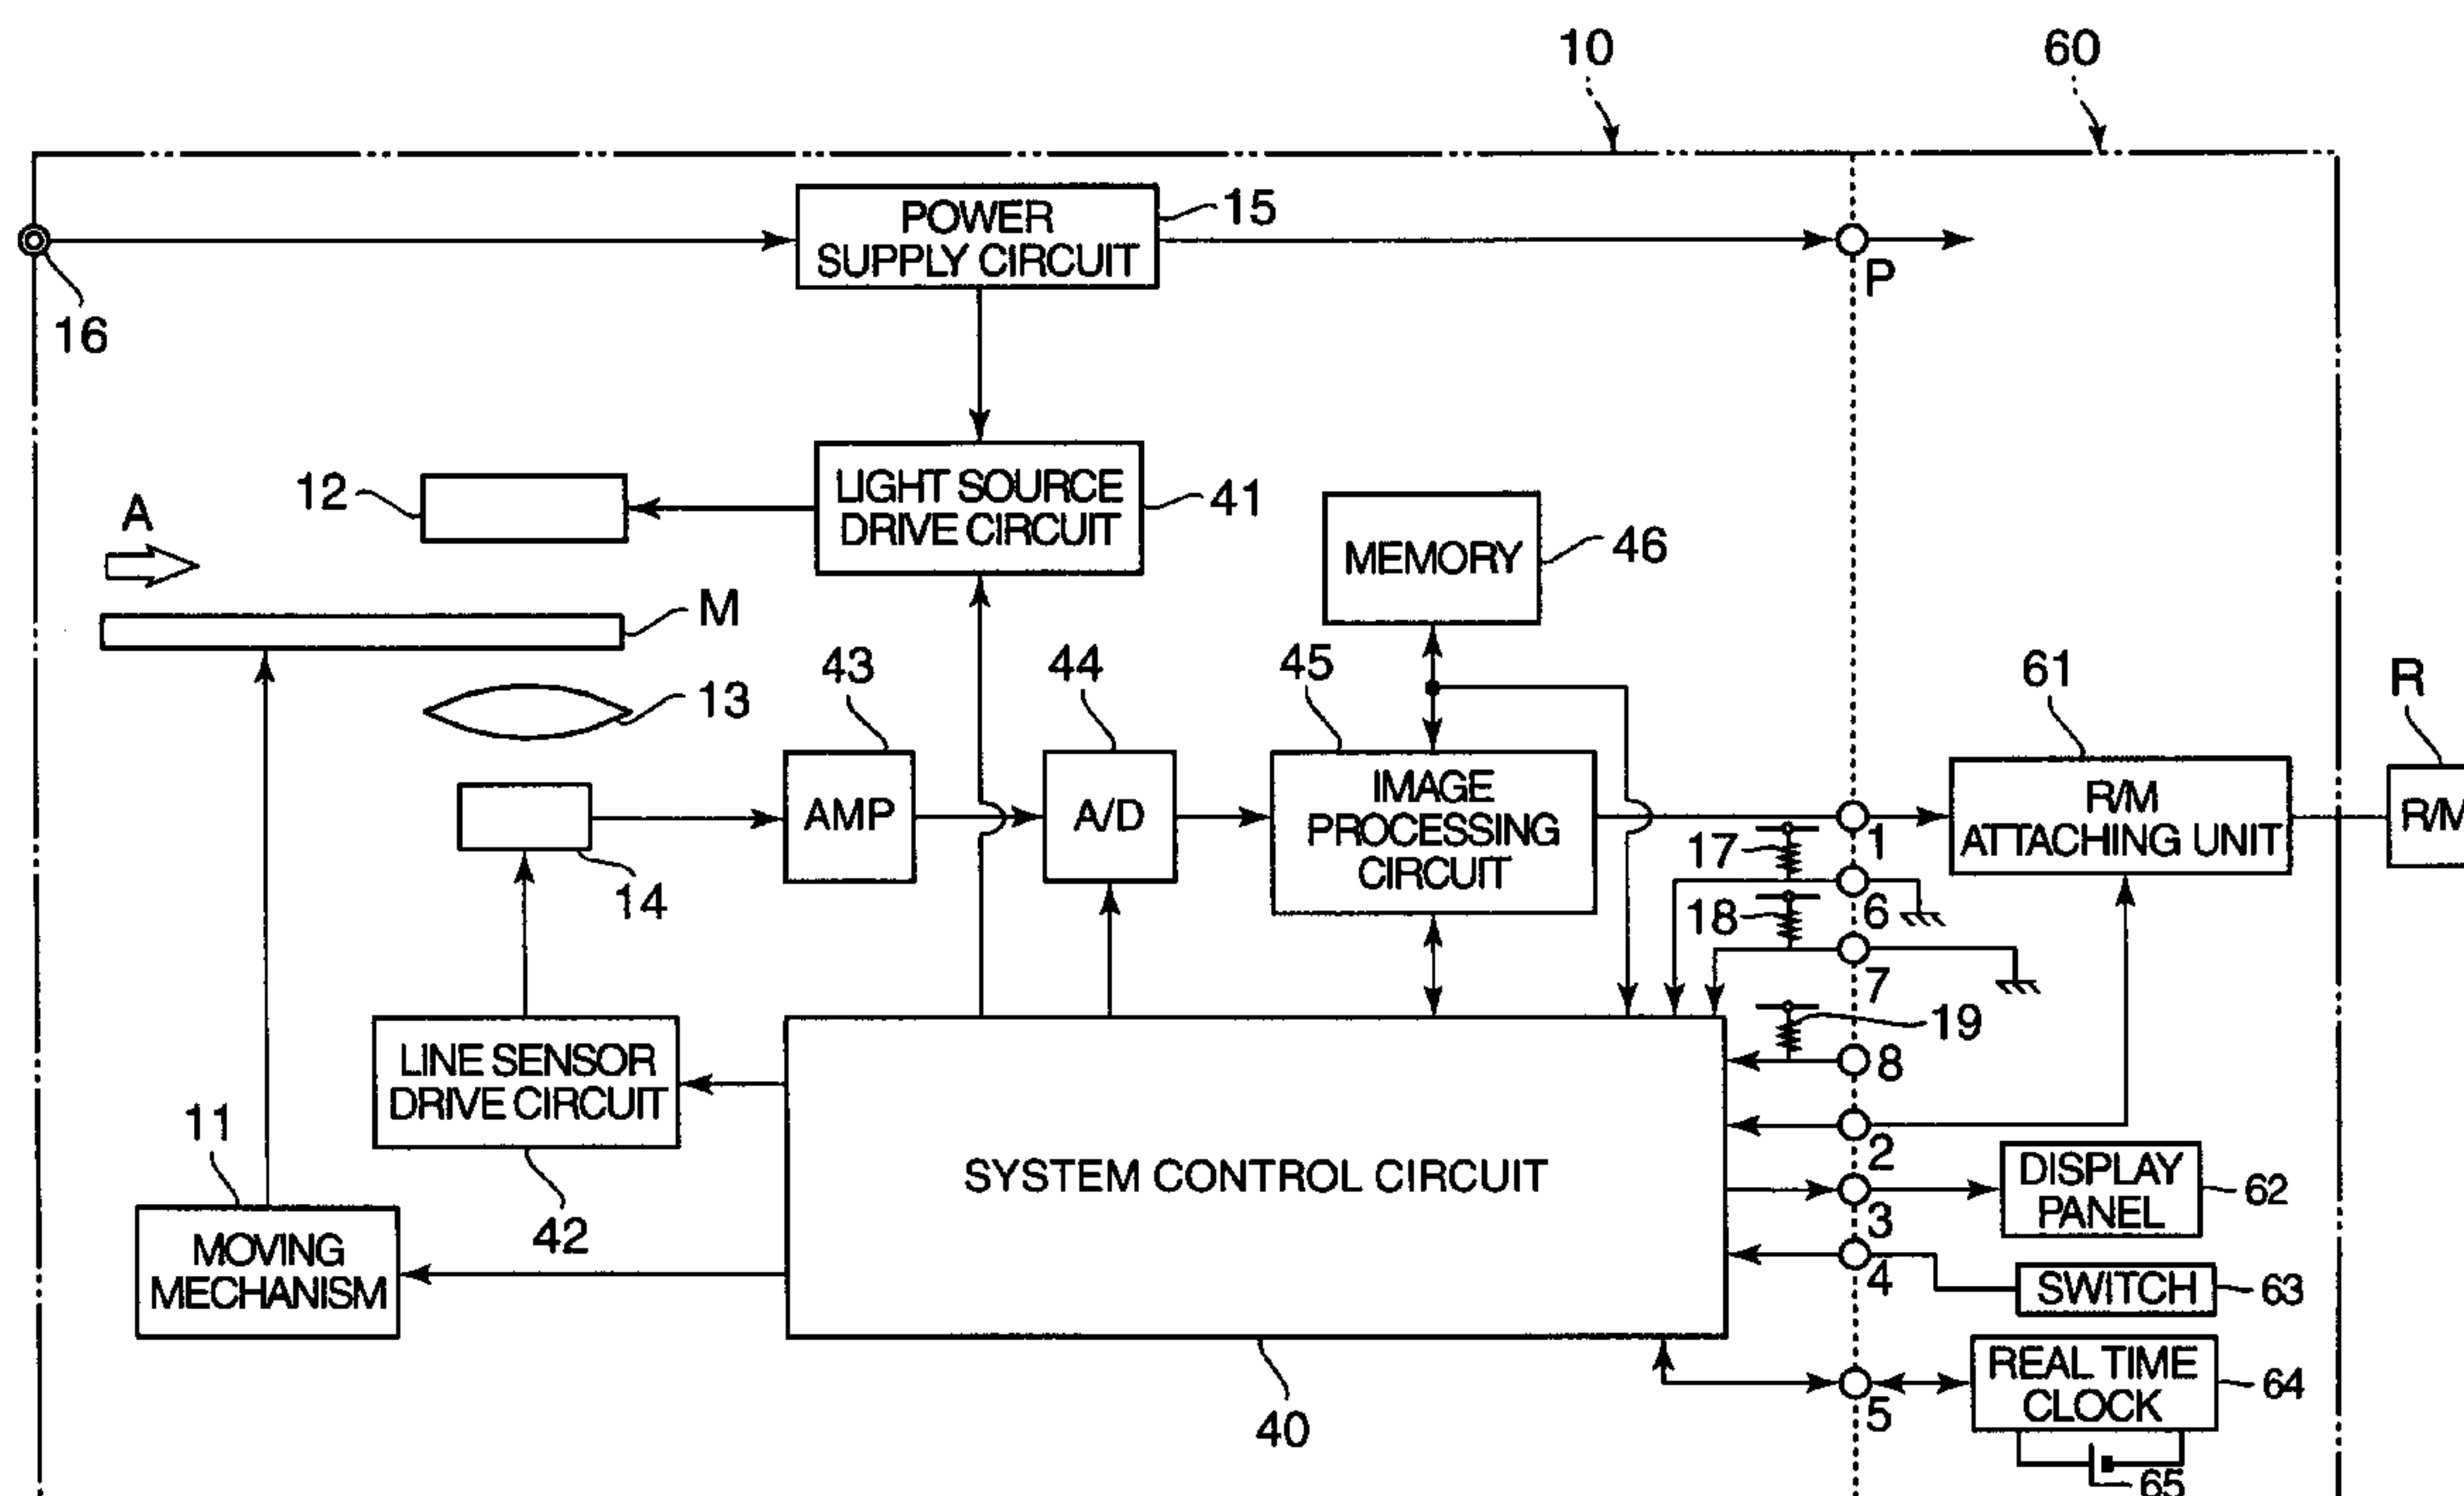 10
60
POWER
SUPPLY CIRCUIT
15
P
16
LIGHT SOURCE
DRIVE CIRCUIT
41
12
A
MEMORY
46
M
13
43
44
45
61
R
AMP
A/D
IMAGE
PROCESSING
CIRCUIT
R/M
ATTACHING UNIT
R/M
14
17
1
18
6
7
19
8
LINE SENSOR
DRIVE CIRCUIT
42
11
MOVING
MECHANISM
SYSTEM CONTROL CIRCUIT
40
2
DISPLAY
PANEL
62
3
4
SWITCH
63
REAL TIME
CLOCK
64
5
65